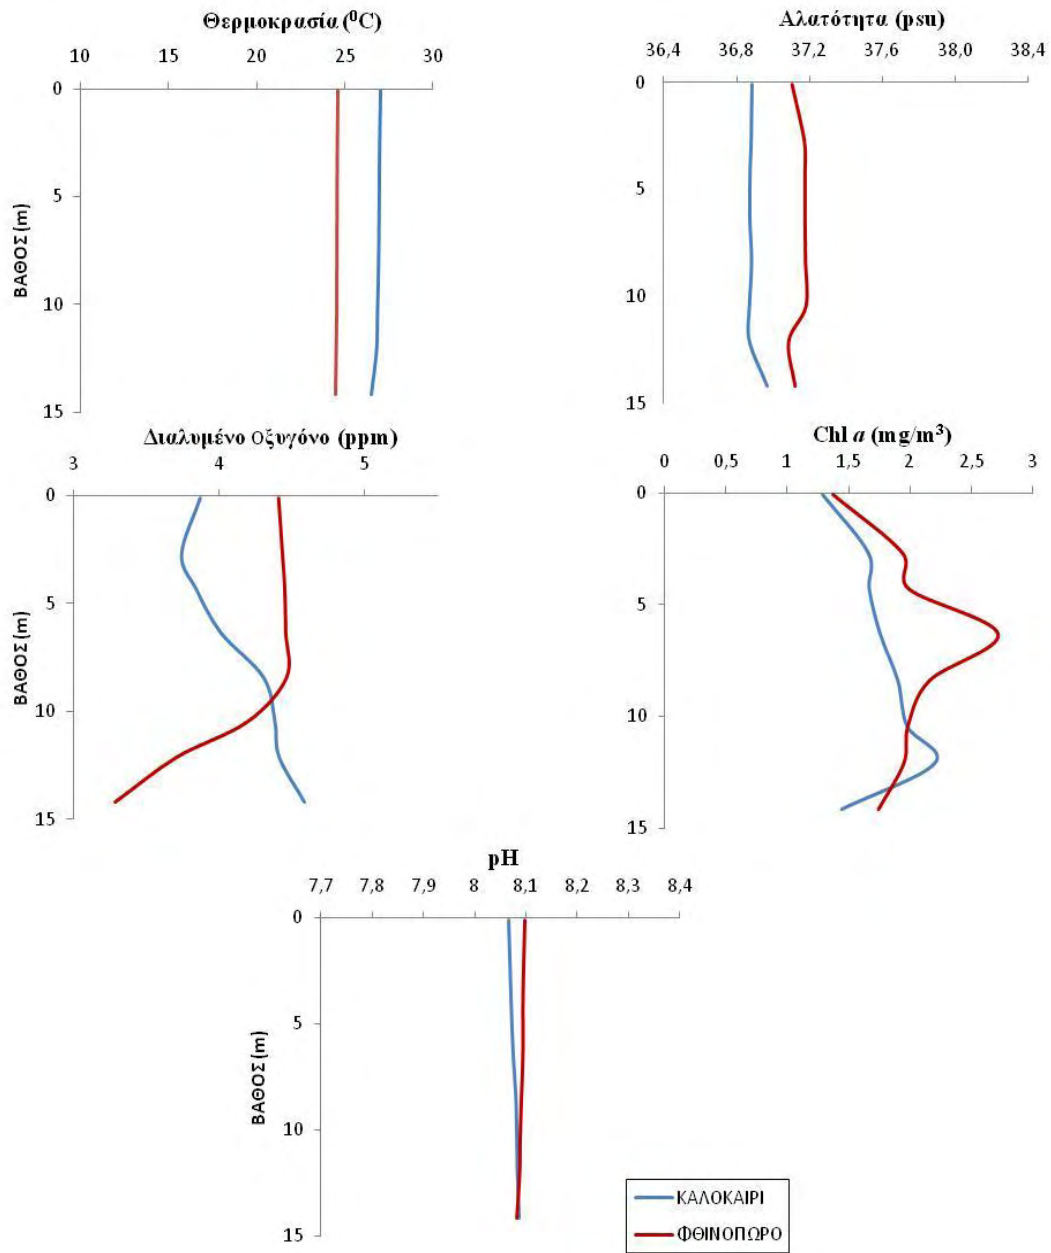 Θερμοκρασία (⁰C)
10 15 20 25 30
0
5
10
15
ΒΑΘΟΣ (m)
Αλατότητα (psu)
36,4 36,8 37,2 37,6 38,0 38,4
0
5
10
15
Διαλυμένο οξυγόνο (ppm)
3 4 5
0
5
10
15
ΒΑΘΟΣ (m)
Chl a (mg/m³)
0 0,5 1 1,5 2 2,5 3
0
5
10
15
pH
7,7 7,8 7,9 8 8,1 8,2 8,3 8,4
0
5
10
15
ΒΑΘΟΣ (m)
ΚΑΛΟΚΑΙΡΙ
ΦΘΙΝΟΠΩΡΟ